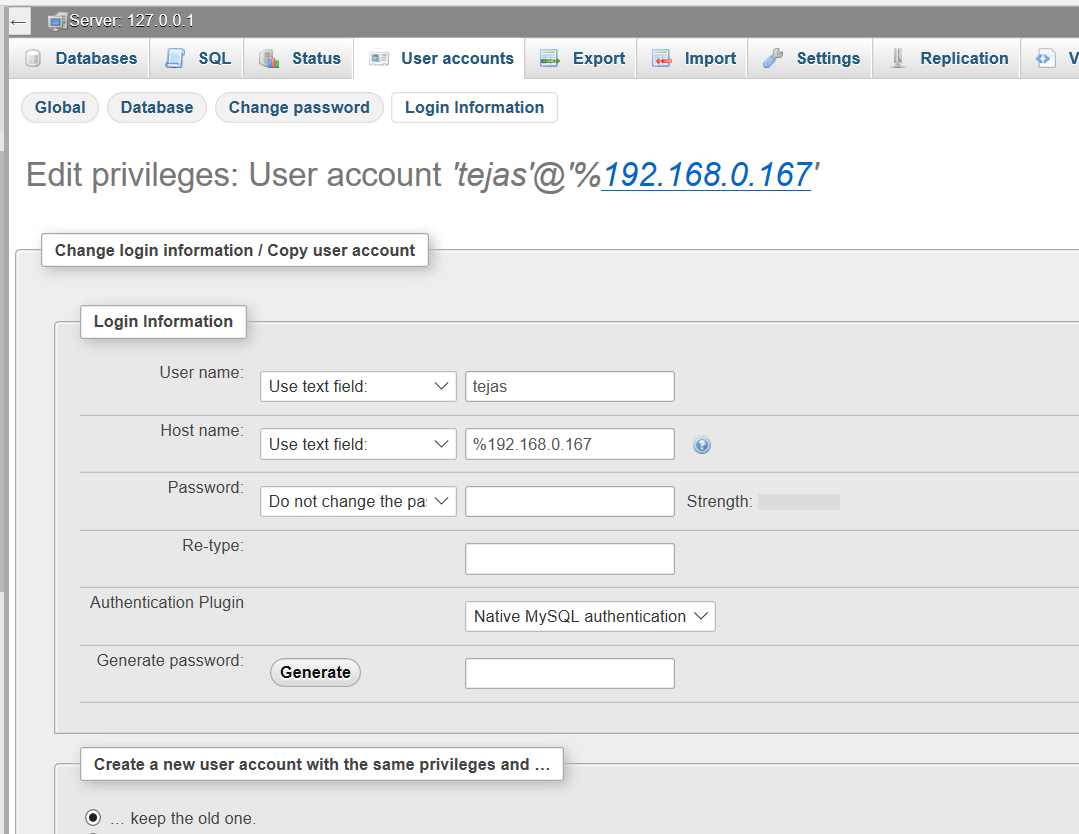 Server: 127.0.0.1
Databases SQL Status User accounts Export Import Settings Replication V
Global Database Change password Login Information
Edit privileges: User account 'tejas'@'%192.168.0.167'
Change login information / Copy user account
Login Information
User name: Use text field: tejas
Host name: Use text field: %192.168.0.167
Password: Do not change the pa Strength:
Re-type:
Authentication Plugin Native MySQL authentication
Generate password: Generate
Create a new user account with the same privileges and …
… keep the old one.